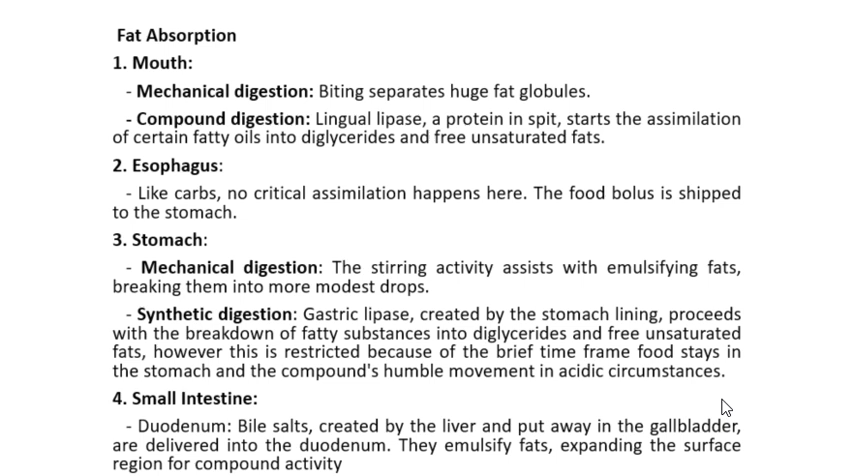 Fat Absorption
1. Mouth:
- Mechanical digestion: Biting separates huge fat globules.
- Compound digestion: Lingual lipase, a protein in spit, starts the assimilation
of certain fatty oils into diglycerides and free unsaturated fats.
2. Esophagus:
- Like carbs, no critical assimilation happens here. The food bolus is shipped
to the stomach.
3. Stomach:
- Mechanical digestion: The stirring activity assists with emulsifying fats,
breaking them into more modest drops.
- Synthetic digestion: Gastric lipase, created by the stomach lining, proceeds
with the breakdown of fatty substances into diglycerides and free unsaturated
fats, however this is restricted because of the brief time frame food stays in
the stomach and the compound's humble movement in acidic circumstances.
4. Small Intestine:
- Duodenum: Bile salts, created by the liver and put away in the gallbladder,
are delivered into the duodenum. They emulsify fats, expanding the surface
region for compound activity